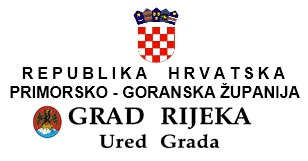 REPUBLIKA HRVATSKA
PRIMORSKO - GORANSKA ŽUPANIJA
GRAD RIJEKA
Ured Grada